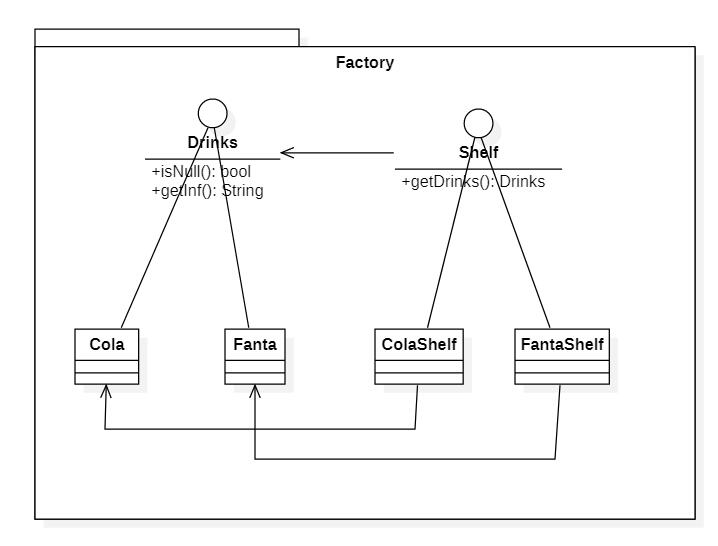 Factory
Drinks
+isNull(): bool
+getInf(): String
Shelf
+getDrinks(): Drinks
Cola
Fanta
ColaShelf
FantaShelf